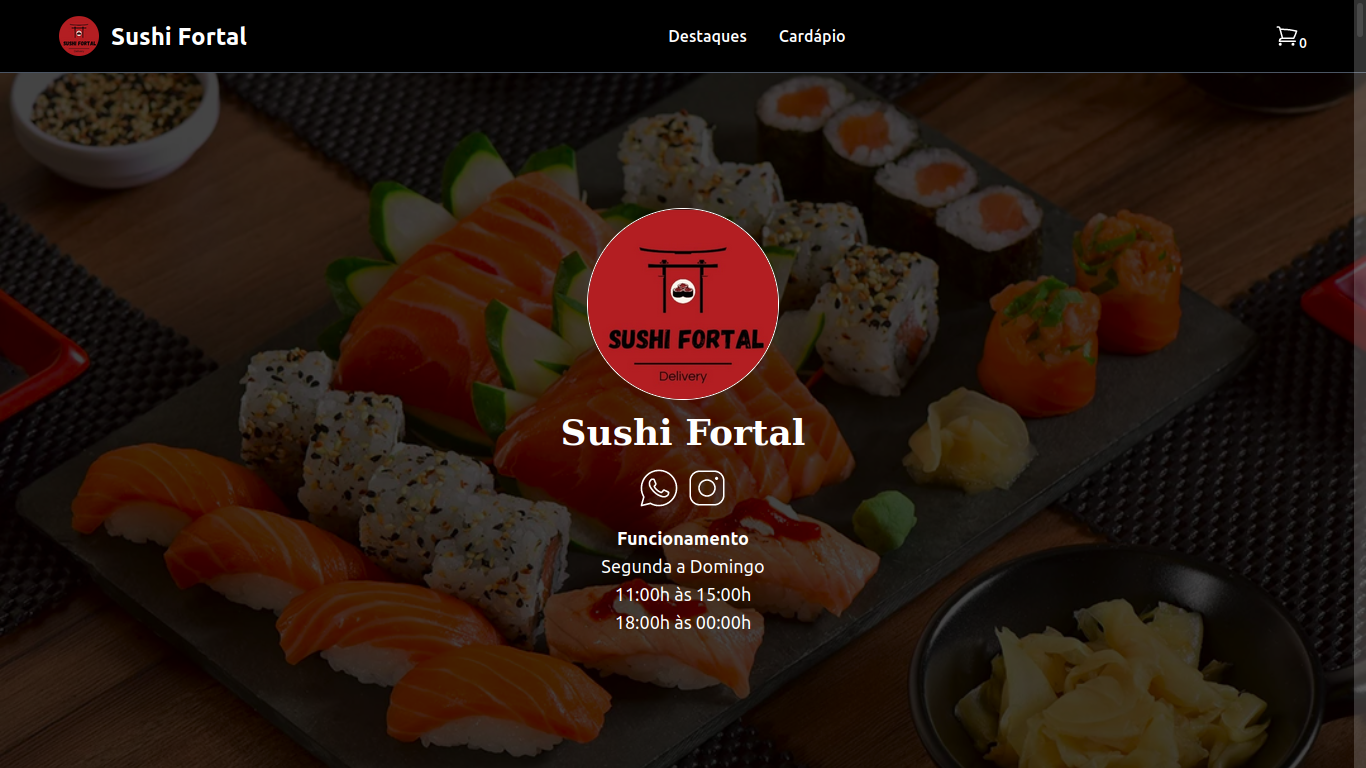 SUSHI FORTAL
Sushi Fortal
Destaques
Cardápio
0
SUSHI FORTAL
Delivery
Sushi Fortal
Funcionamento
Segunda a Domingo
11:00h às 15:00h
18:00h às 00:00h